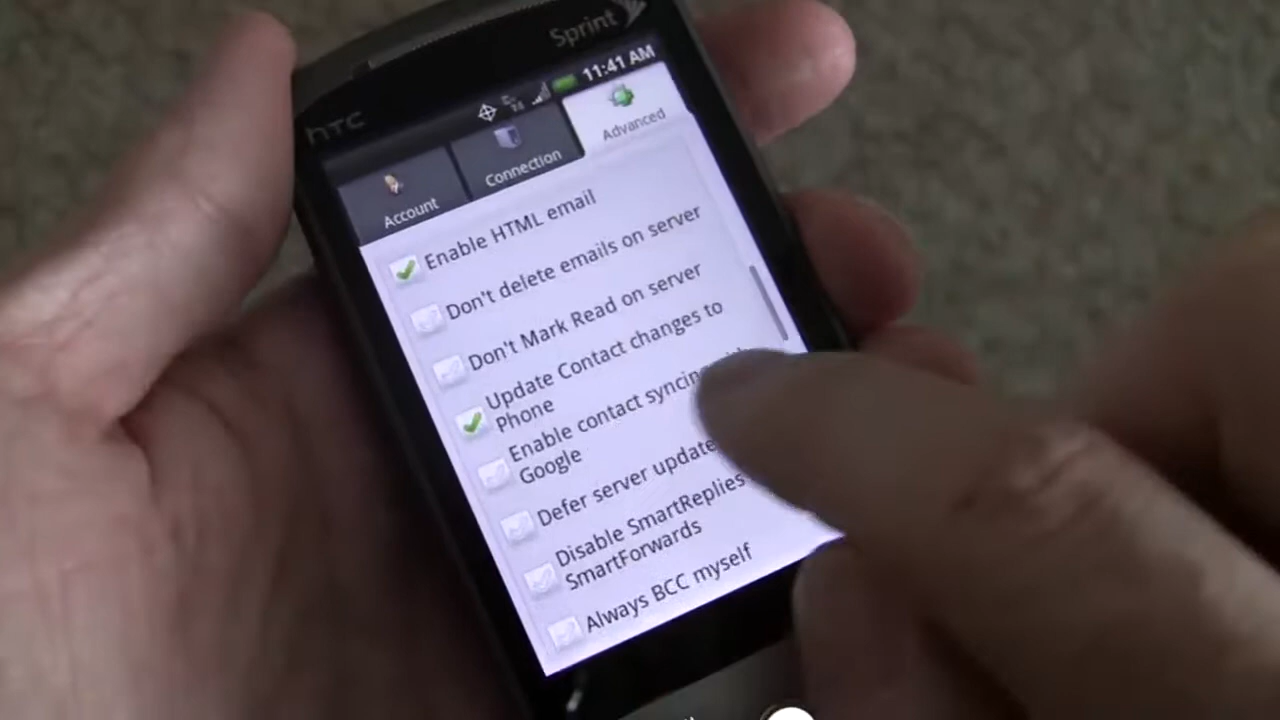 Sprint
hTC
11:41 AM
Account
Connection
Advanced
Enable HTML email
Don't delete emails on server
Don't Mark Read on server
Update Contact changes to
Phone
Enable contact syncing
Google
Defer server update
Disable SmartReplies
SmartForwards
Always BCC myself